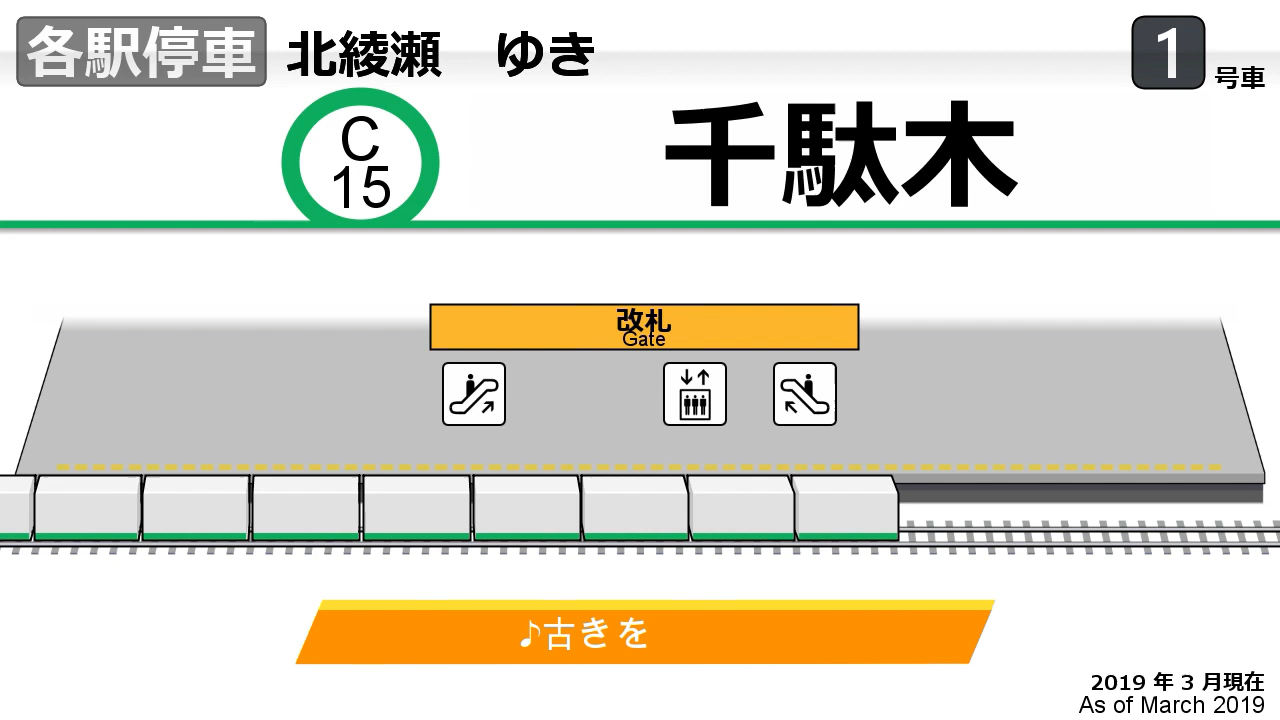 各駅停車 北綾瀬 ゆき
1 号車
C
15
千駄木
改札
Gate
♪古きを
2019 年 3 月現在
As of March 2019